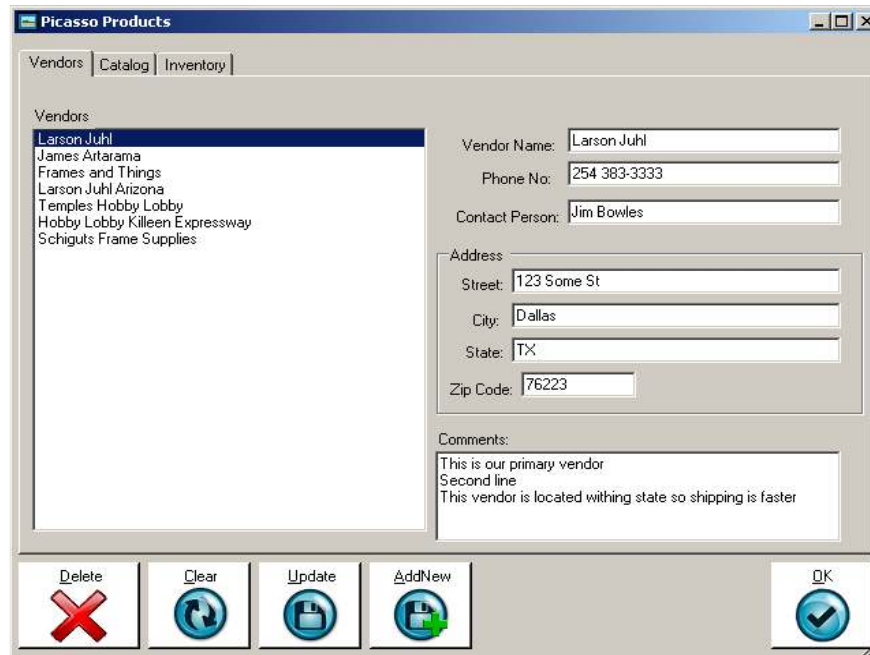 Picasso Products
Vendors Catalog Inventory
Vendors
Larson Juhl
James Artarama
Frames and Things
Larson Juhl Arizona
Temples Hobby Lobby
Hobby Lobby Killeen Expressway
Schiguts Frame Supplies
Vendor Name: Larson Juhl
Phone No: 254 383-3333
Contact Person: Jim Bowles
Address
Street: 123 Some St
City: Dallas
State: TX
Zip Code: 76223
Comments:
This is our primary vendor
Second line
This vendor is located withing state so shipping is faster
Delete Clear Update AddNew OK